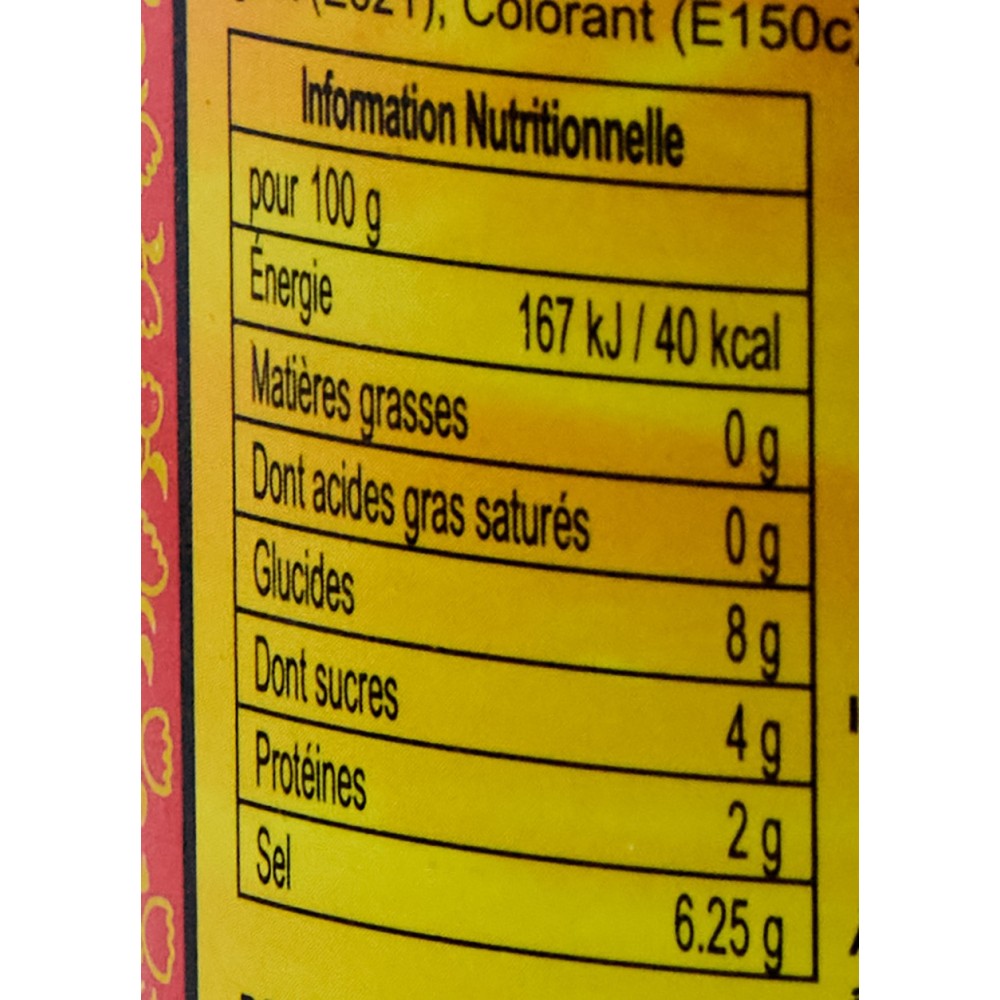 Colorant (E150c)
Information Nutritionnelle
pour 100 g
Énergie 167 kJ / 40 kcal
Matières grasses 0 g
Dont acides gras saturés 0 g
Glucides 8 g
Dont sucres 4 g
Protéines 2 g
Sel 6.25 g